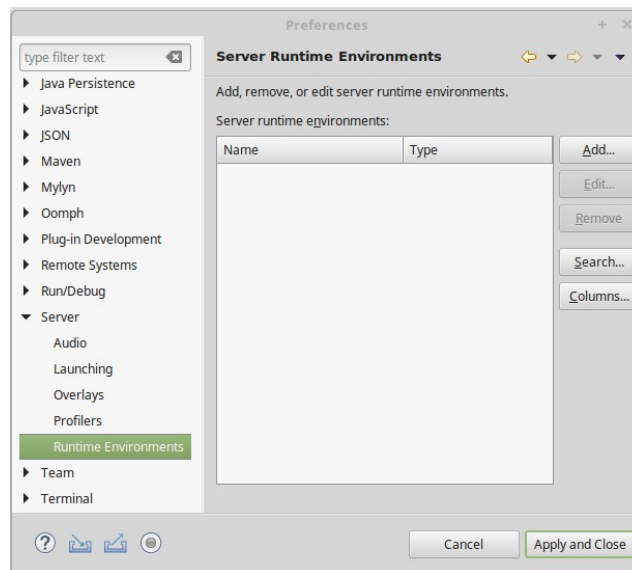 Preferences
type filter text
Java Persistence
JavaScript
JSON
Maven
Mylyn
Oomph
Plug-in Development
Remote Systems
Run/Debug
Server
Audio
Launching
Overlays
Profilers
Runtime Environments
Team
Terminal
Server Runtime Environments
Add, remove, or edit server runtime environments.
Server runtime environments:
Name Type
Add...
Edit...
Remove
Search...
Columns...
Cancel Apply and Close